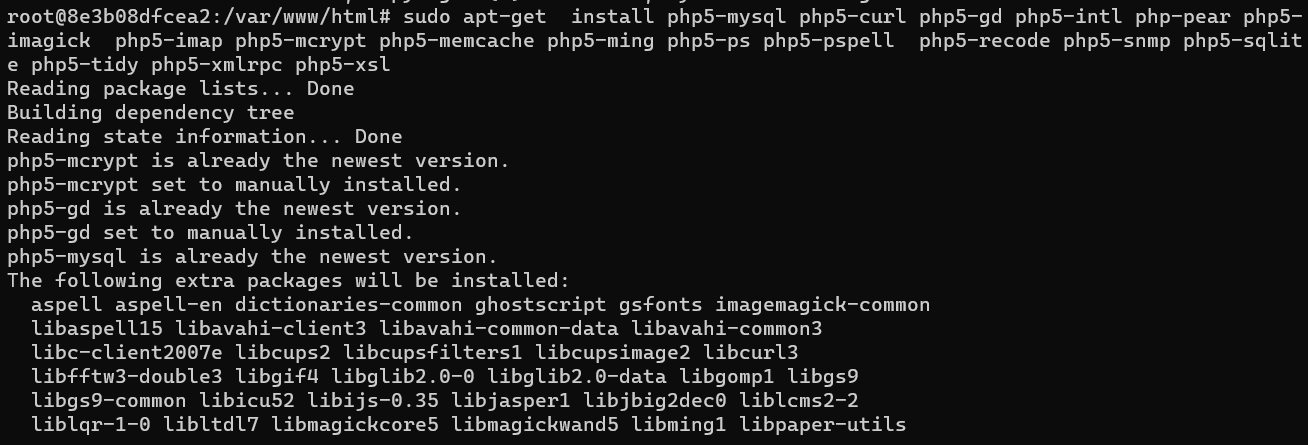 root@8e3b08dfcea2:/var/www/html# sudo apt-get  install php5-mysql php5-curl php5-gd php5-intl php-pear php5-
imagick  php5-imap php5-mcrypt php5-memcache php5-ming php5-ps php5-pspell  php5-recode php5-snmp php5-sqlit
e php5-tidy php5-xmlrpc php5-xsl
Reading package lists... Done
Building dependency tree
Reading state information... Done
php5-mcrypt is already the newest version.
php5-mcrypt set to manually installed.
php5-gd is already the newest version.
php5-gd set to manually installed.
php5-mysql is already the newest version.
The following extra packages will be installed:
  aspell aspell-en dictionaries-common ghostscript gsfonts imagemagick-common
  libaspell15 libavahi-client3 libavahi-common-data libavahi-common3
  libc-client2007e libcups2 libcupsfilters1 libcupsimage2 libcurl3
  libfftw3-double3 libgif4 libglib2.0-0 libglib2.0-data libgomp1 libgs9
  libgs9-common libicu52 libijs-0.35 libjasper1 libjbig2dec0 liblcms2-2
  liblqr-1-0 libltdl7 libmagickcore5 libmagickwand5 libming1 libpaper-utils